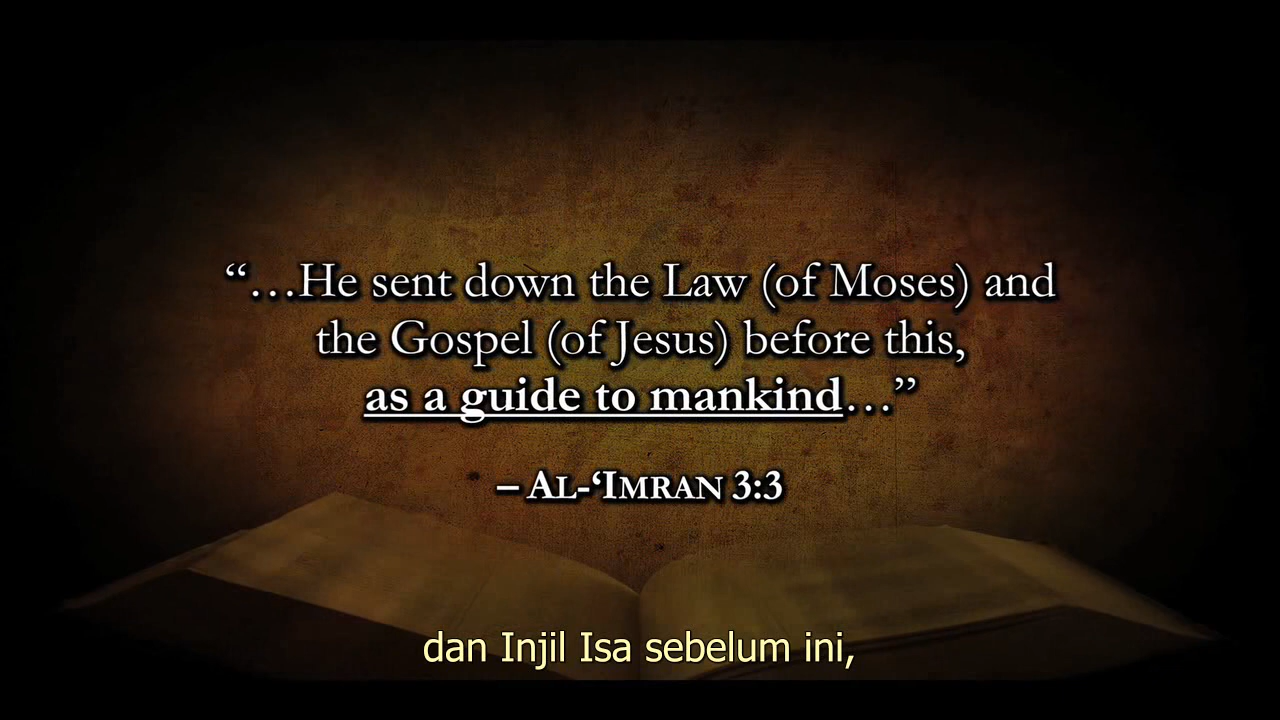 “…He sent down the Law (of Moses) and
the Gospel (of Jesus) before this,
as a guide to mankind…”
– AL-‘IMRAN 3:3
dan Injil Isa sebelum ini,